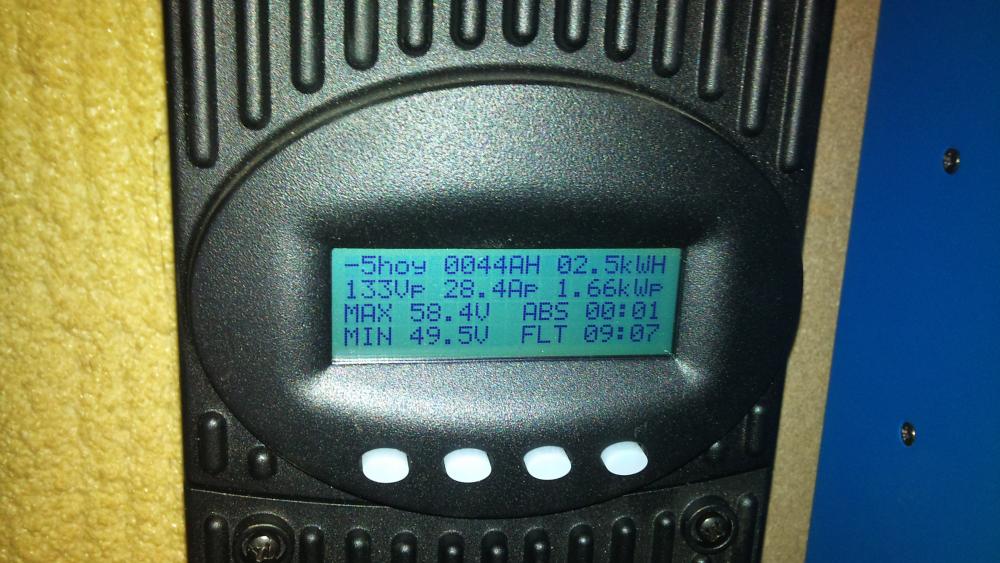 -5hoy 0044AH 02.5kWH
133Vp 28.4Ap 1.66kWp
MAX 58.4V ABS 00:01
MIN 49.5V FLT 09:07